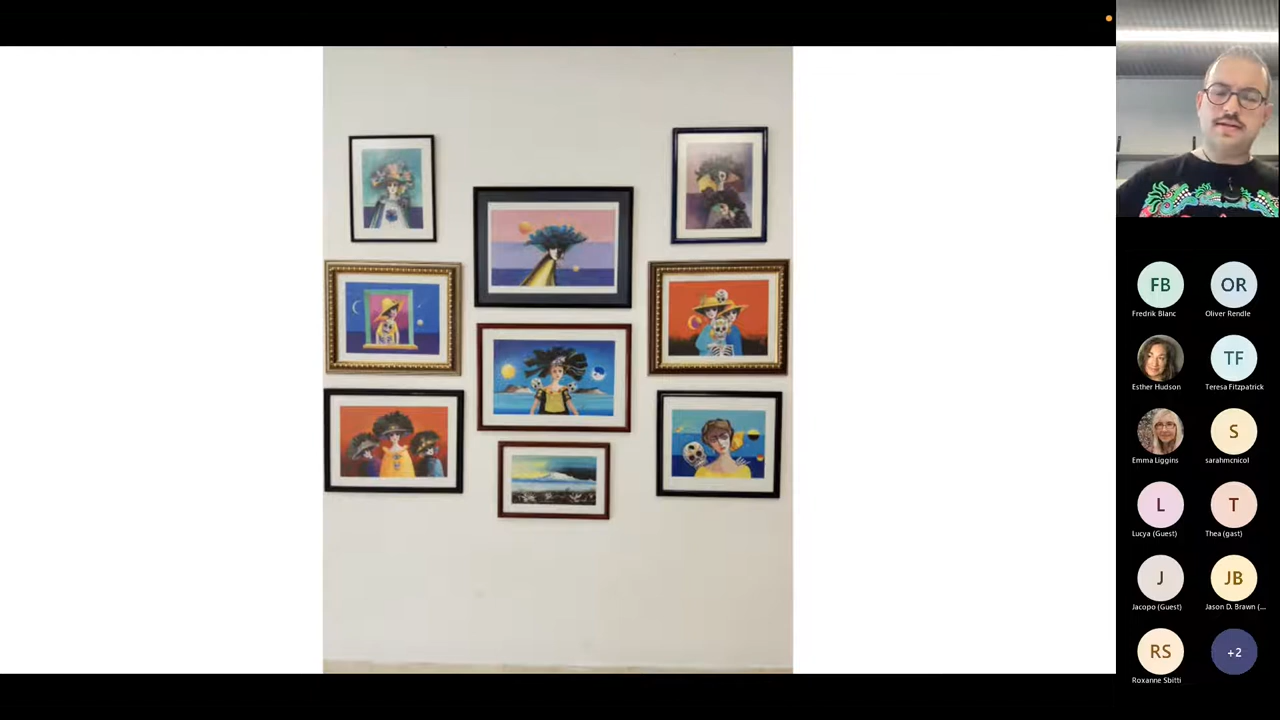 FB
OR
Fredrik Blanc
Oliver Rendle
TF
Esther Hudson
Teresa Fitzpatrick
S
Emma Liggins
sarahmcnicol
L
T
Lucya (Guest)
Thea (gast)
J
JB
Jacopo (Guest)
Jason D. Brawn (...
RS
+2
Roxanne Sbitti